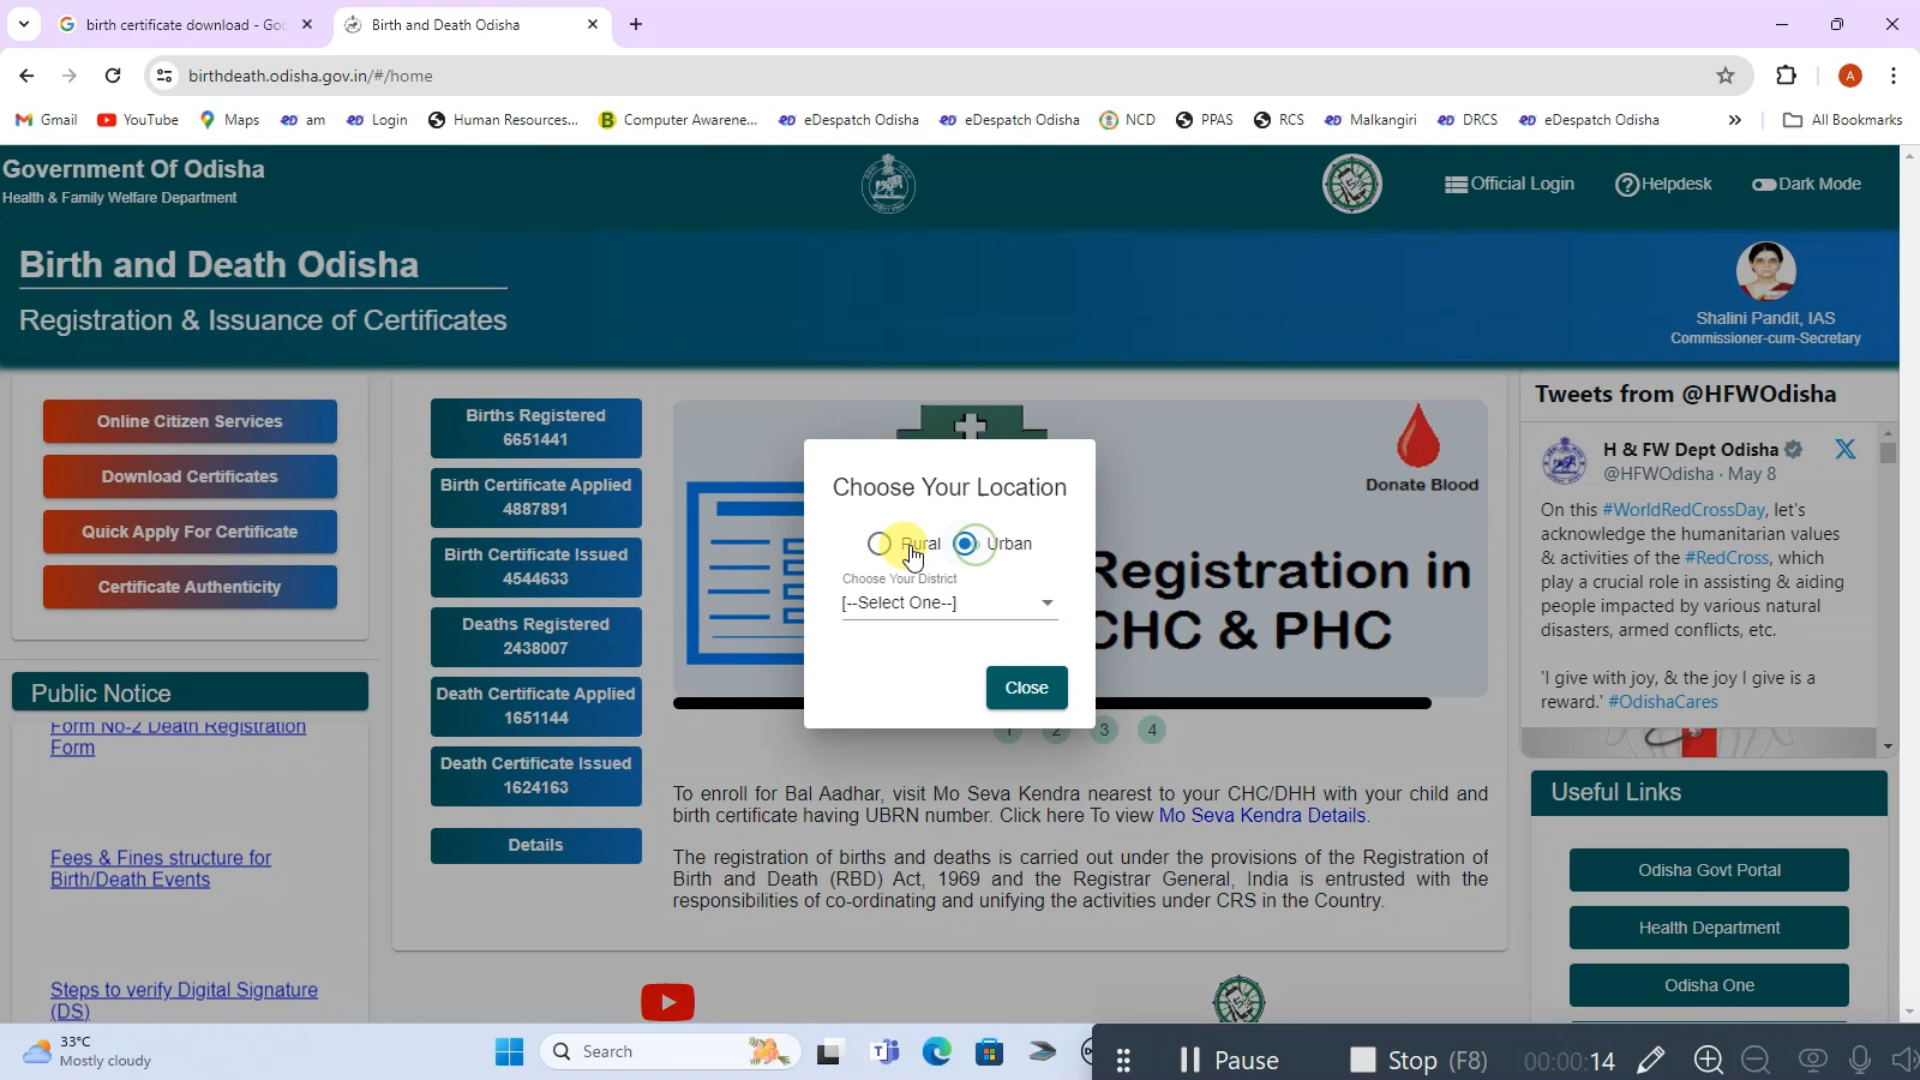 birth certificate download - Goo
Birth and Death Odisha
birthdeath.odisha.gov.in/#/home
A
Gmail
YouTube
Maps
am
Login
Human Resources...
Computer Awarene...
eDespatch Odisha
eDespatch Odisha
NCD
PPAS
RCS
Malkangiri
DRCS
eDespatch Odisha
All Bookmarks
Government Of Odisha
Health & Family Welfare Department
Official Login
Helpdesk
Dark Mode
Birth and Death Odisha
Registration & Issuance of Certificates
Shalini Pandit, IAS
Commissioner-cum-Secretary
Online Citizen Services
Download Certificates
Quick Apply For Certificate
Certificate Authenticity
Public Notice
Form No-2 Death Registration
Form
Fees & Fines structure for
Birth/Death Events
Steps to verify Digital Signature
(DS)
Births Registered
6651441
Birth Certificate Applied
4887891
Birth Certificate Issued
4544633
Deaths Registered
2438007
Death Certificate Applied
1651144
Death Certificate Issued
1624163
Details
Donate Blood
Registration in
CHC & PHC
Choose Your Location
Rural
Urban
Choose Your District
[--Select One--]
Close
1 2 3 4
To enroll for Bal Aadhar, visit Mo Seva Kendra nearest to your CHC/DHH with your child and
birth certificate having UBRN number. Click here To view Mo Seva Kendra Details.
The registration of births and deaths is carried out under the provisions of the Registration of
Birth and Death (RBD) Act, 1969 and the Registrar General, India is entrusted with the
responsibilities of co-ordinating and unifying the activities under CRS in the Country.
Tweets from @HFWOdisha
H & FW Dept Odisha
@HFWOdisha · May 8
On this #WorldRedCrossDay, let's
acknowledge the humanitarian values
& activities of the #RedCross, which
play a crucial role in assisting & aiding
people impacted by various natural
disasters, armed conflicts, etc.
'I give with joy, & the joy I give is a
reward.' #OdishaCares
Useful Links
Odisha Govt Portal
Health Department
Odisha One
33°C
Mostly cloudy
Search
Pause
Stop (F8)
00:00:14